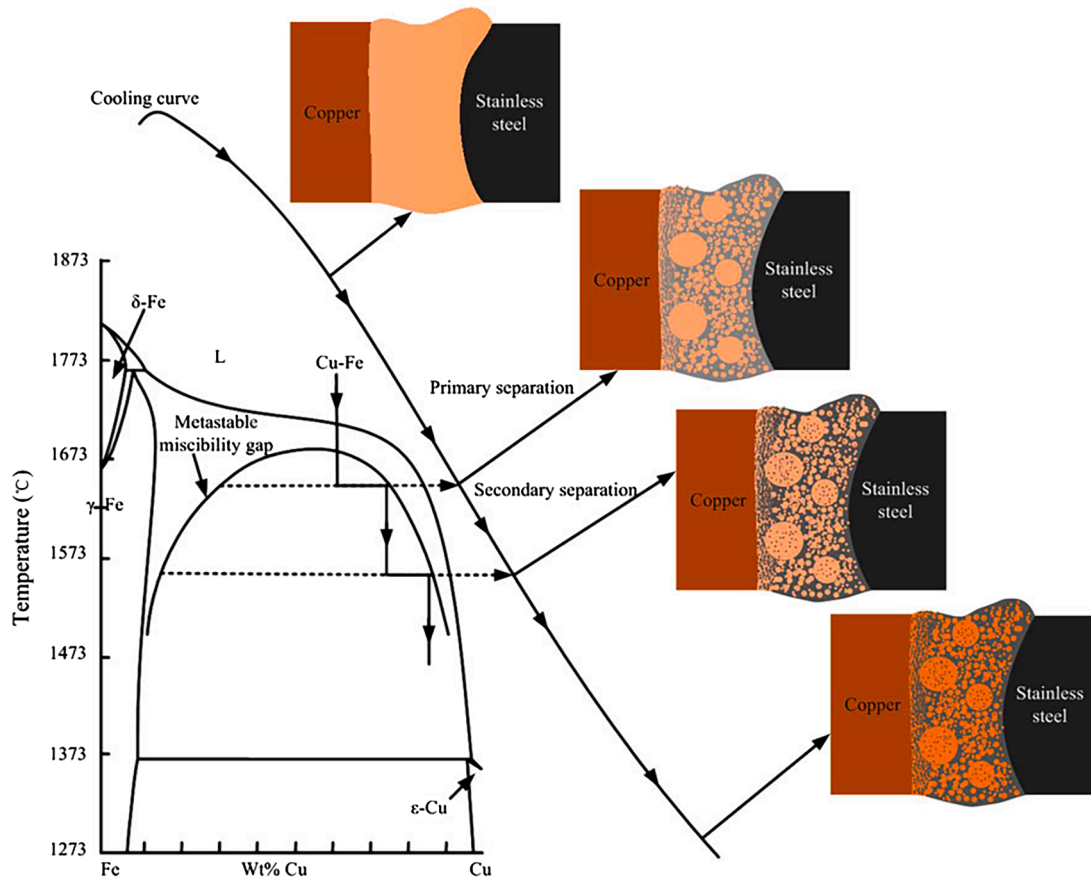 Cooling curve
Copper
Stainless
steel
Copper
Stainless
steel
Primary separation
Copper
Stainless
steel
Secondary separation
Copper
Stainless
steel
Temperature (℃)
1873
1773
1673
1573
1473
1373
1273
δ-Fe
L
Cu-Fe
Metastable
miscibility gap
γ-Fe
ε-Cu
Fe
Wt% Cu
Cu